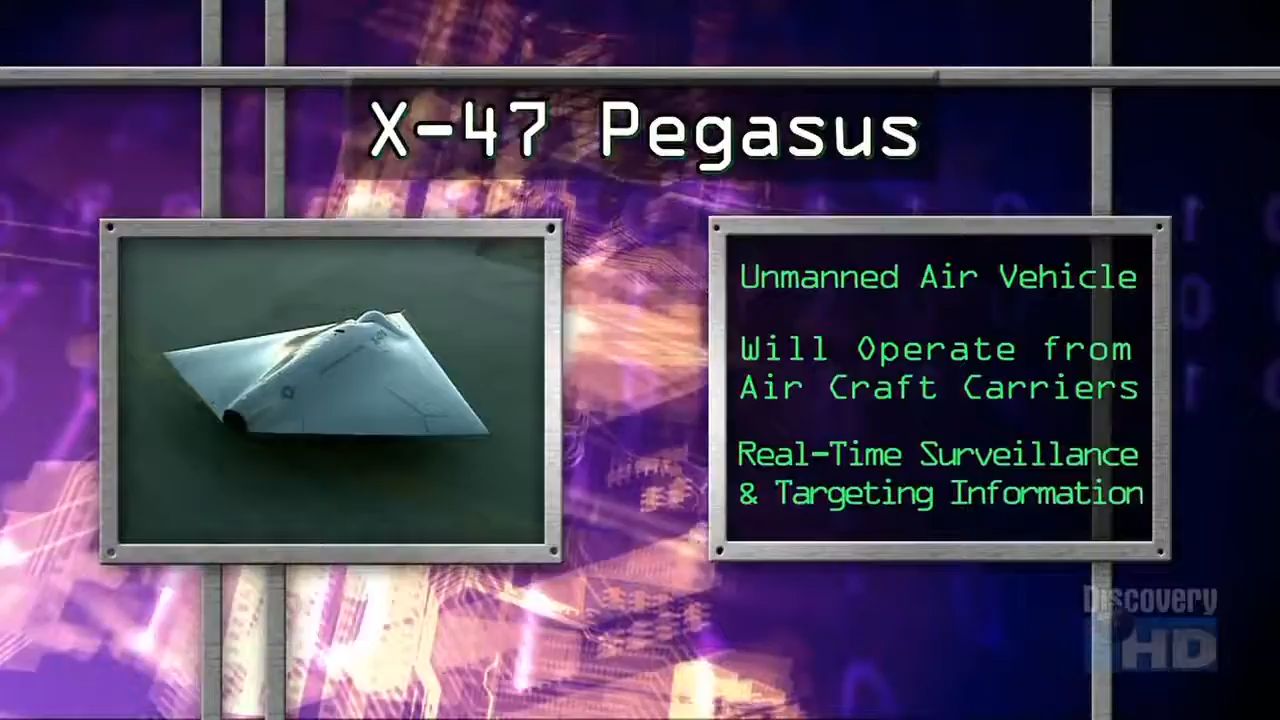 X-47 Pegasus
Unmanned Air Vehicle
Will Operate from
Air Craft Carriers
Real-Time Surveillance
& Targeting Information
Discovery
HD